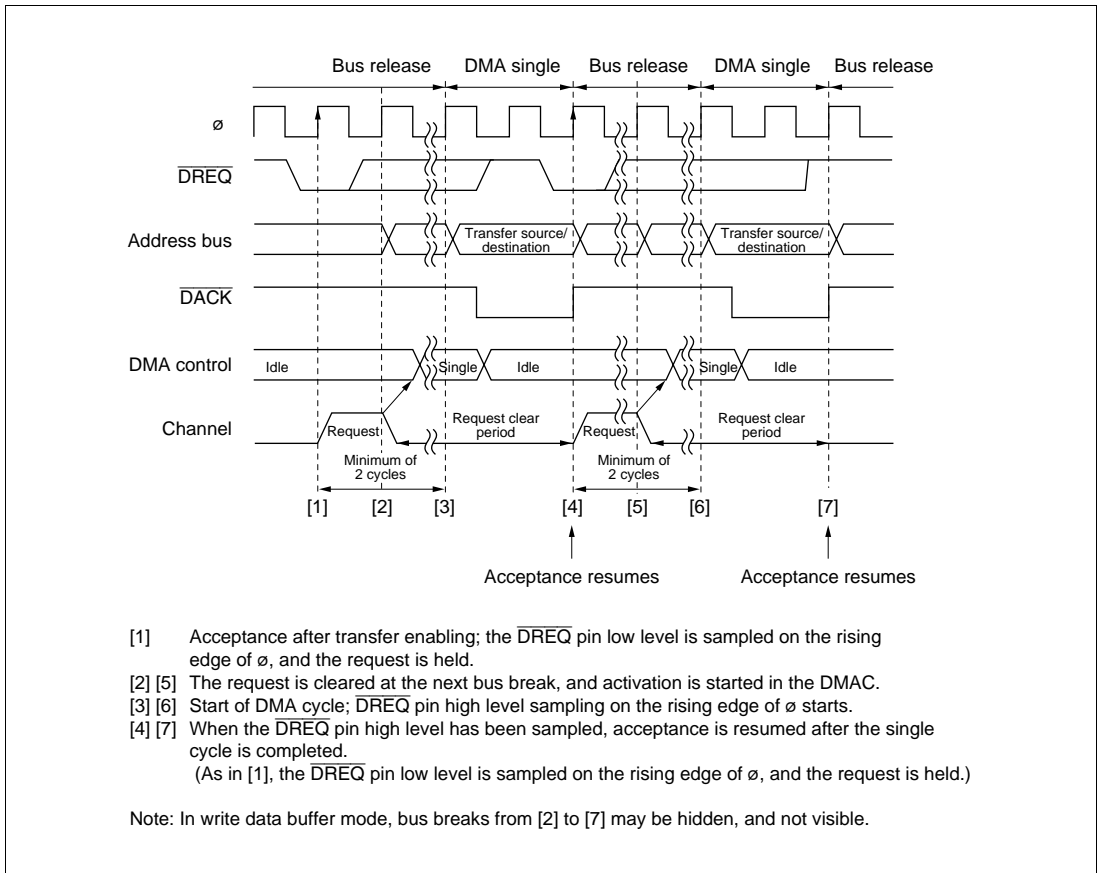 Bus release DMA single Bus release DMA single Bus release
ø
DREQ
Address bus
Transfer source/ Transfer source/
destination destination
DACK
DMA control
Idle Single Idle Single Idle
Channel
Request Request clear Request Request clear
period period
Minimum of Minimum of
2 cycles 2 cycles
[1] [2] [3] [4] [5] [6] [7]
Acceptance resumes Acceptance resumes
[1] Acceptance after transfer enabling; the DREQ pin low level is sampled on the rising
edge of ø, and the request is held.
[2] [5] The request is cleared at the next bus break, and activation is started in the DMAC.
[3] [6] Start of DMA cycle; DREQ pin high level sampling on the rising edge of ø starts.
[4] [7] When the DREQ pin high level has been sampled, acceptance is resumed after the single
cycle is completed.
(As in [1], the DREQ pin low level is sampled on the rising edge of ø, and the request is held.)
Note: In write data buffer mode, bus breaks from [2] to [7] may be hidden, and not visible.